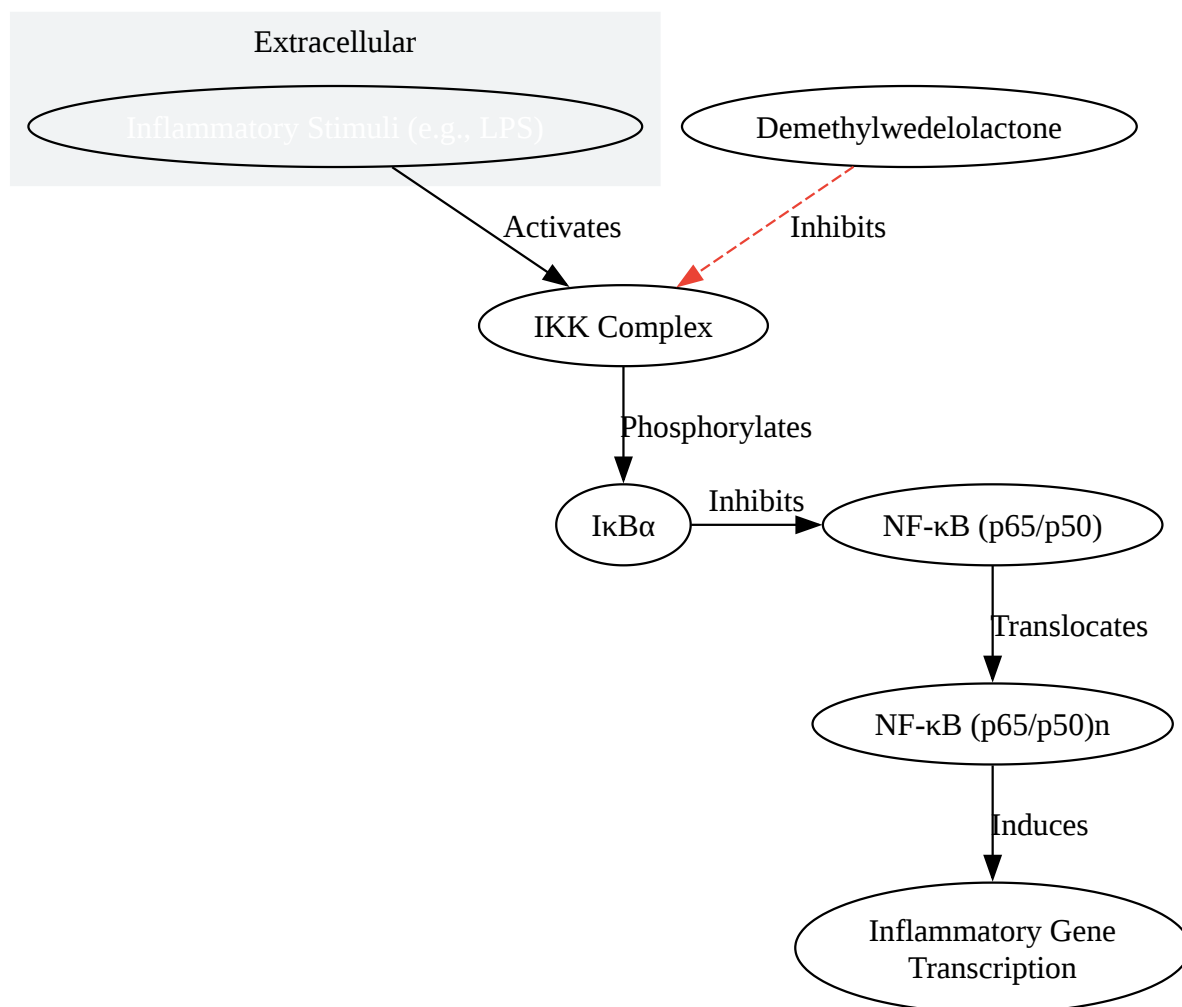 Extracellular
Inflammatory Stimuli (e.g., LPS)
Demethylwedelolactone
Activates
Inhibits
IKK Complex
Phosphorylates
Inhibits
IκBα
NF-κB (p65/p50)
Translocates
NF-κB (p65/p50)n
Induces
Inflammatory Gene
Transcription